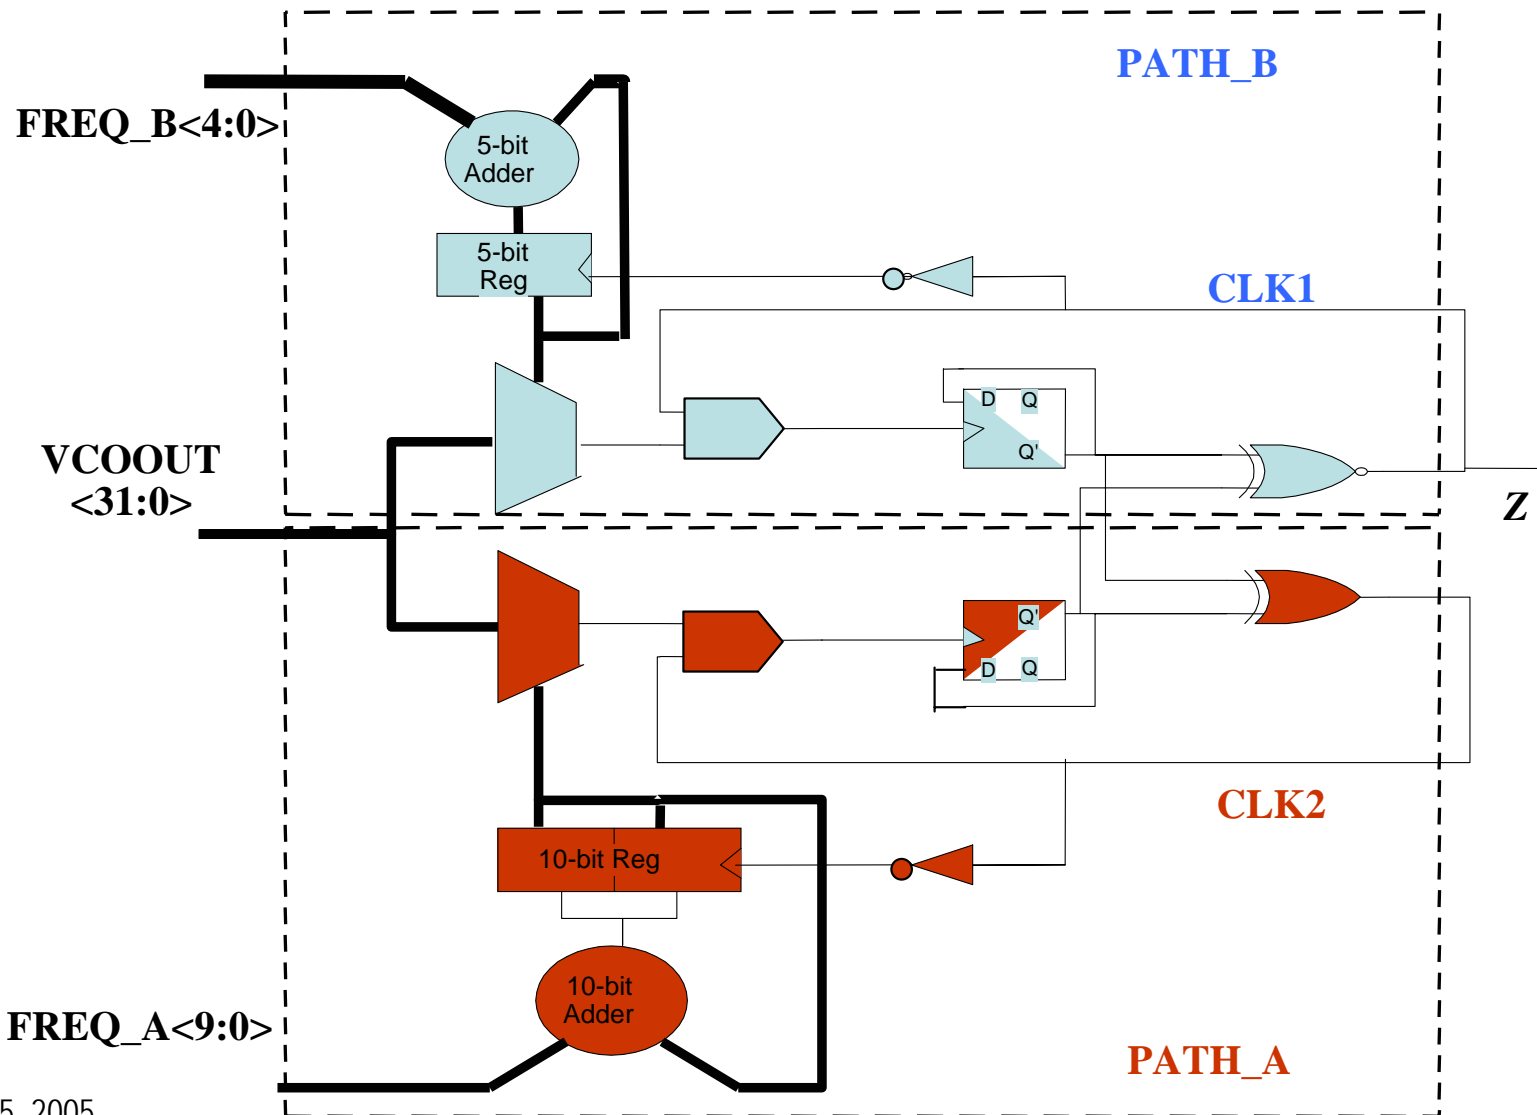 PATH_B
FREQ_B<4:0>
5-bit
Adder
5-bit
Reg
CLK1
D Q
Q'
VCOOUT
<31:0>
Z
Q'
D Q
CLK2
10-bit Reg
10-bit
Adder
FREQ_A<9:0>
PATH_A
5, 2005